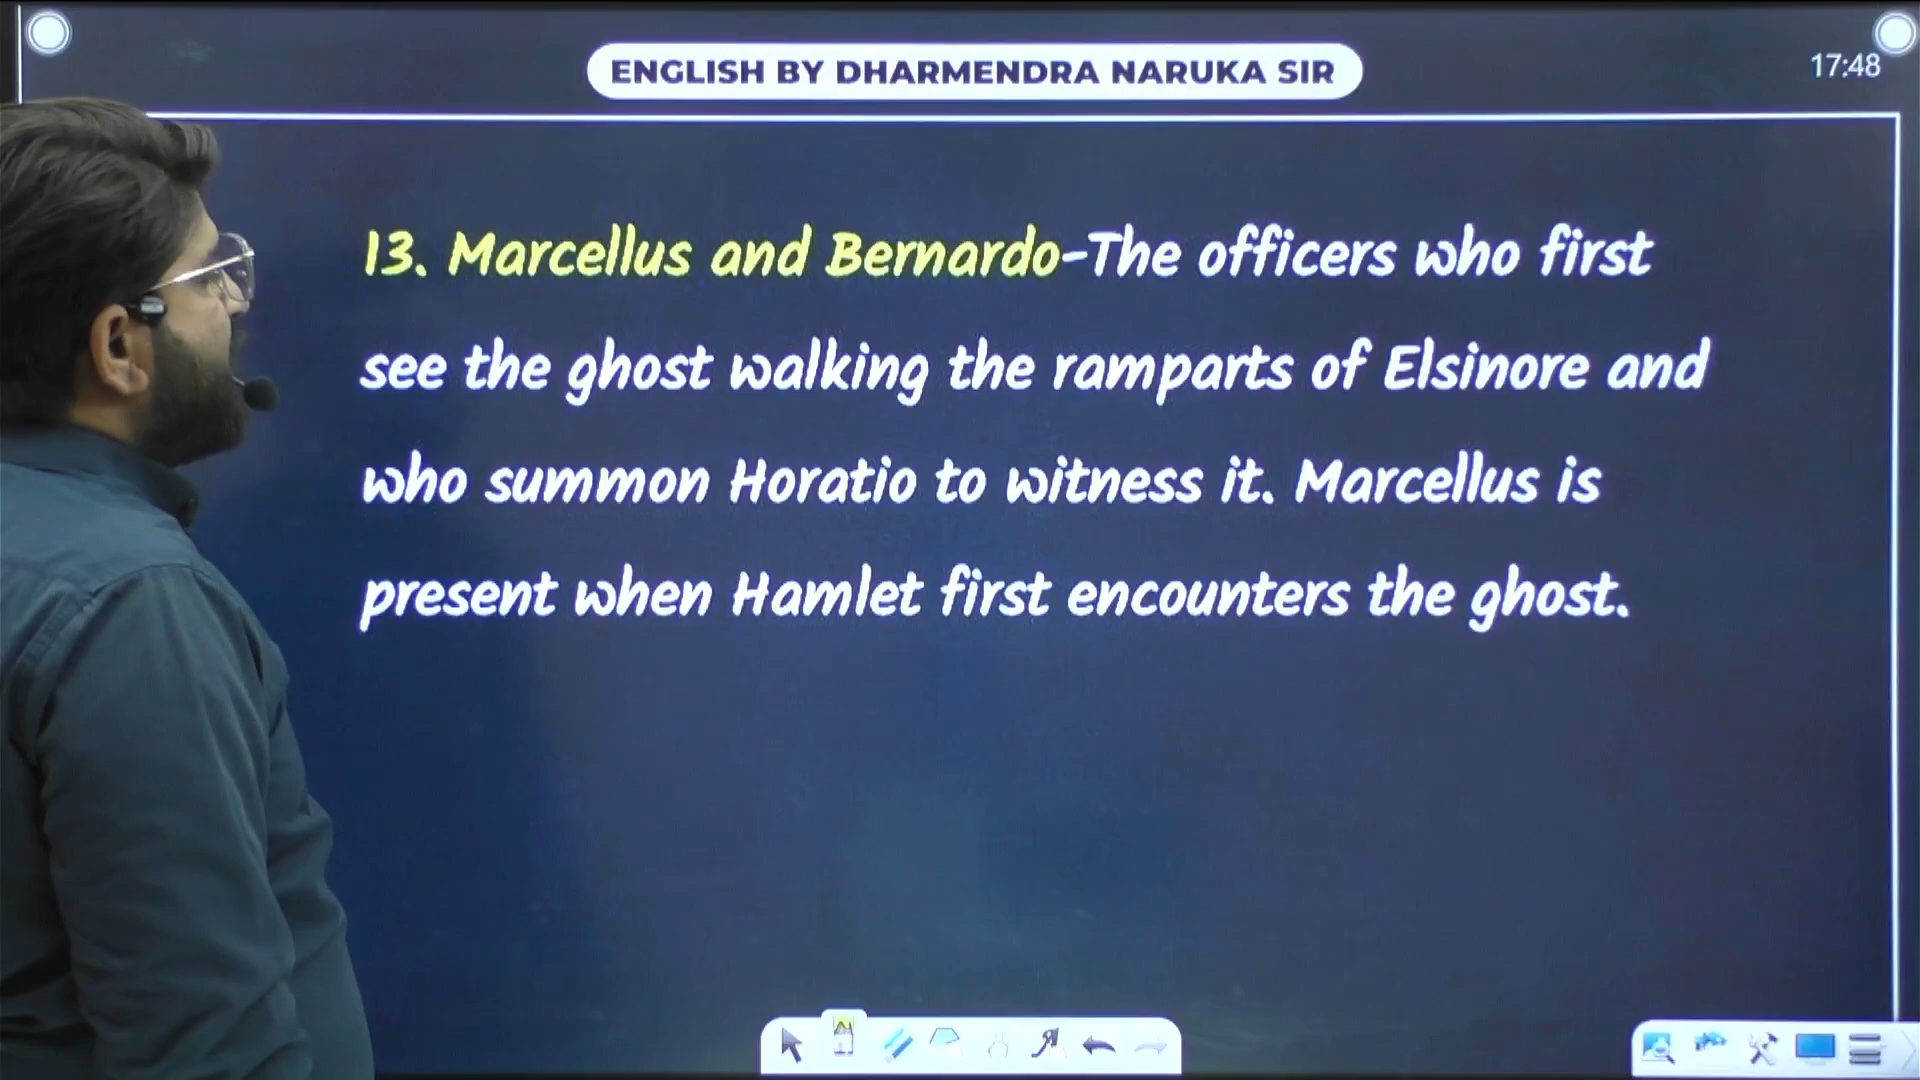 ENGLISH BY DHARMENDRA NARUKA SIR
17:48
13. Marcellus and Bernardo-The officers who first
see the ghost walking the ramparts of Elsinore and
who summon Horatio to witness it. Marcellus is
present when Hamlet first encounters the ghost.